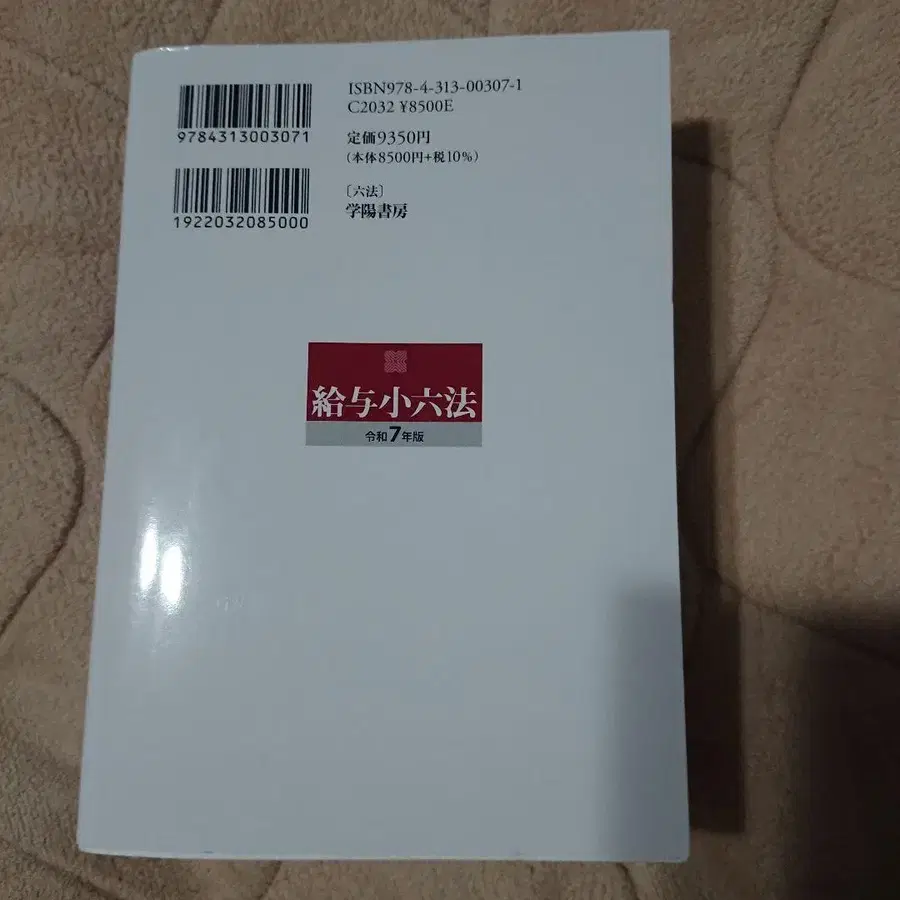 ISBN978-4-313-00307-1
C2032 ¥8500E
9784313003071
定価9350円
(本体8500円+税10%)
1922032085000
〔六法〕
学陽書房
給与小六法
令和7年版